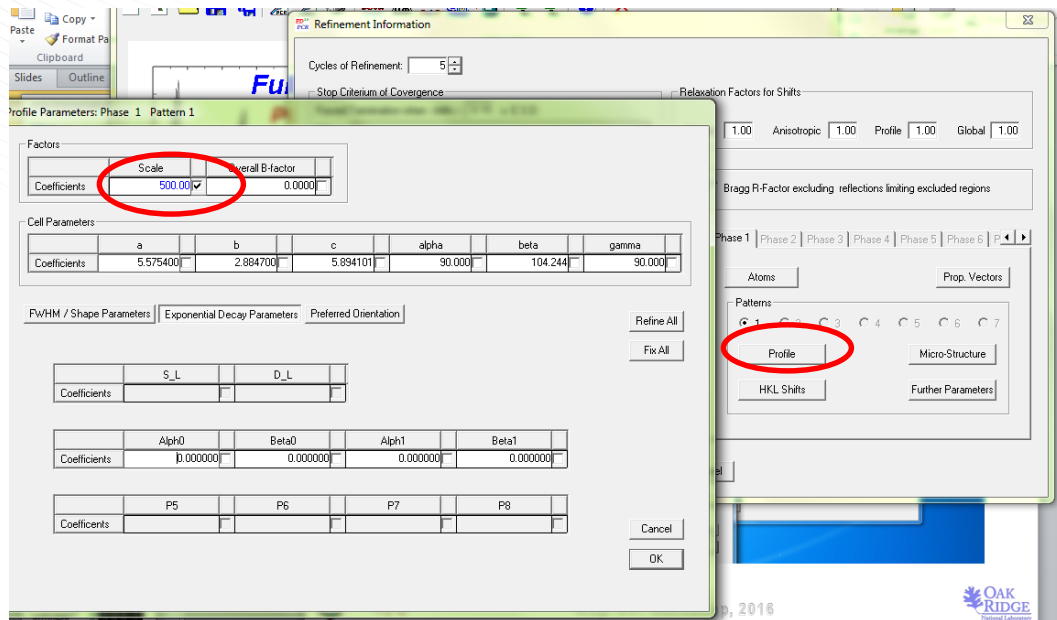 Copy
Paste
Format Pa
Clipboard
Slides Outline
Ful
Refinement Information
Cycles of Refinement: 5
Stop Criterium of Covergence
Relaxation Factors for Shifts
1.00 Anisotropic 1.00 Profile 1.00 Global 1.00
Bragg R-Factor excluding reflections limiting excluded regions
Phase 1 Phase 2 Phase 3 Phase 4 Phase 5 Phase 6 P
Atoms Prop. Vectors
Patterns
1 2 3 4 5 6 7
Profile Micro-Structure
HKL Shifts Further Parameters
el
Profile Parameters: Phase 1 Pattern 1
Factors
Scale Overall B-factor
Coefficients 500.00 0.0000
Cell Parameters
a b c alpha beta gamma
Coefficients 5.575400 2.884700 5.894101 90.000 104.244 90.000
FWHM / Shape Parameters Exponential Decay Parameters Preferred Orientation
Refine All
Fix All
S_L D_L
Coefficients
Alph0 Beta0 Alph1 Beta1
Coefficients 0.000000 0.000000 0.000000 0.000000
P5 P6 P7 P8
Coefficents
Cancel
OK
p, 2016
OAK
RIDGE
National Laboratory